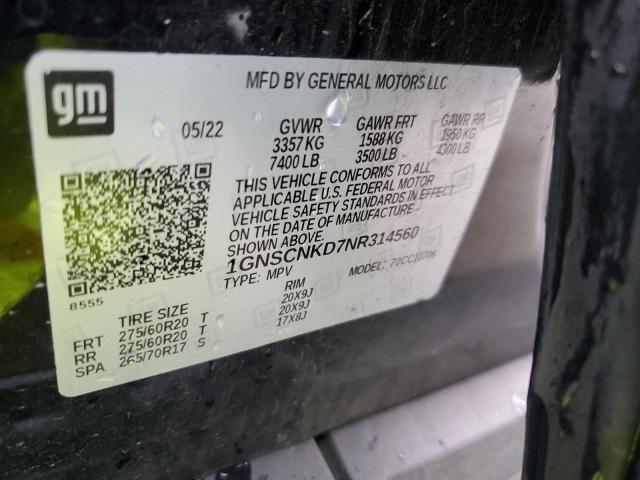 gm
MFD BY GENERAL MOTORS LLC
05/22 GVWR GAWR FRT GAWR RR
3357 KG 1588 KG 1950 KG
7400 LB 3500 LB 4300 LB
THIS VEHICLE CONFORMS TO ALL
APPLICABLE U.S. FEDERAL MOTOR
VEHICLE SAFETY STANDARDS IN EFFECT
ON THE DATE OF MANUFACTURE
SHOWN ABOVE.
1GNSCNKD7NR314560
TYPE: MPV MODEL: 70CC10706
8555
TIRE SIZE RIM
FRT 275/60R20 T 20X9J
RR 275/60R20 T 20X9J
SPA 265/70R17 S 17X8J